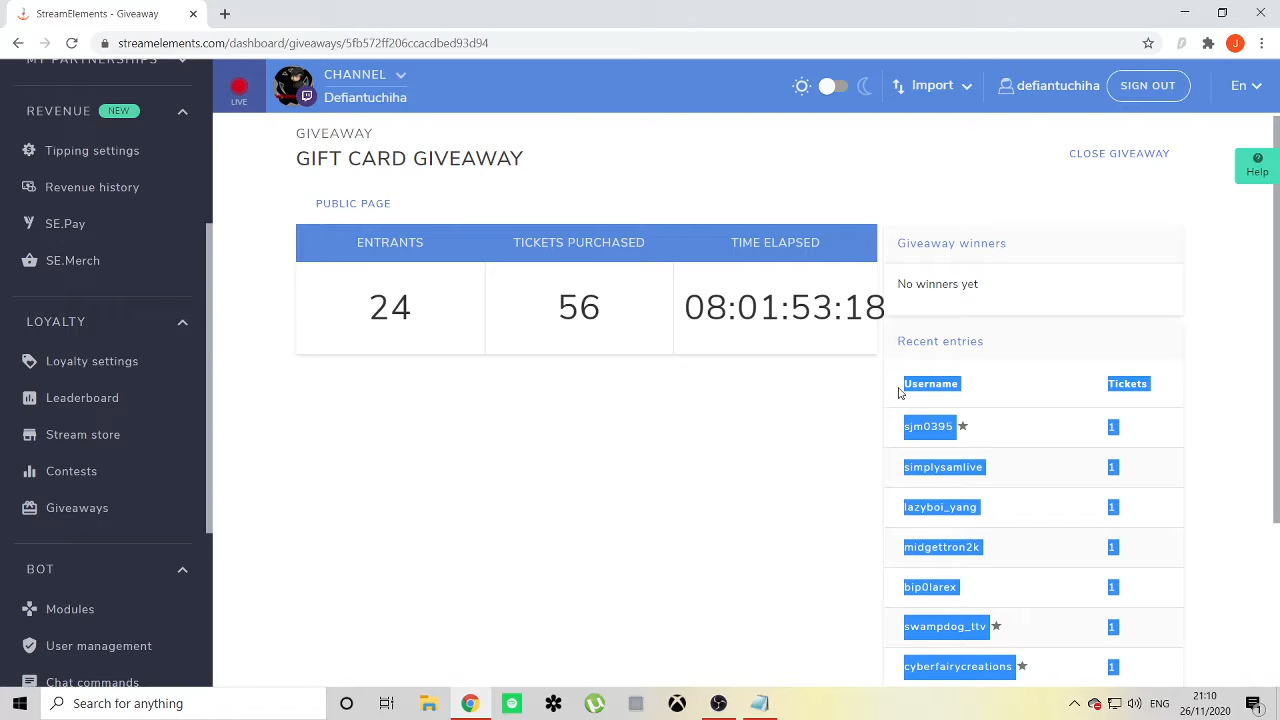 StreamElements - Giveaway
streamelements.com/dashboard/giveaways/5fb572ff206ccacdbed93d94
J
MY PARTNERSHIPS
REVENUE NEW
Tipping settings
Revenue history
SE.Pay
SE.Merch
LOYALTY
Loyalty settings
Leaderboard
Stream store
Contests
Giveaways
BOT
Modules
User management
Chat commands
LIVE
CHANNEL
Defiantuchiha
Import
defiantuchiha
SIGN OUT
En
GIVEAWAY
GIFT CARD GIVEAWAY
CLOSE GIVEAWAY
Help
PUBLIC PAGE
ENTRANTS TICKETS PURCHASED TIME ELAPSED
24 56 08:01:53:18
Giveaway winners
No winners yet
Recent entries
Username Tickets
sjm0395 1
simplysamlive 1
lazyboi_yang 1
midgettron2k 1
bip0larex 1
swampdog_ttv 1
cyberfairycreations 1
Type here to search
ENG
21:10
26/11/2020
1